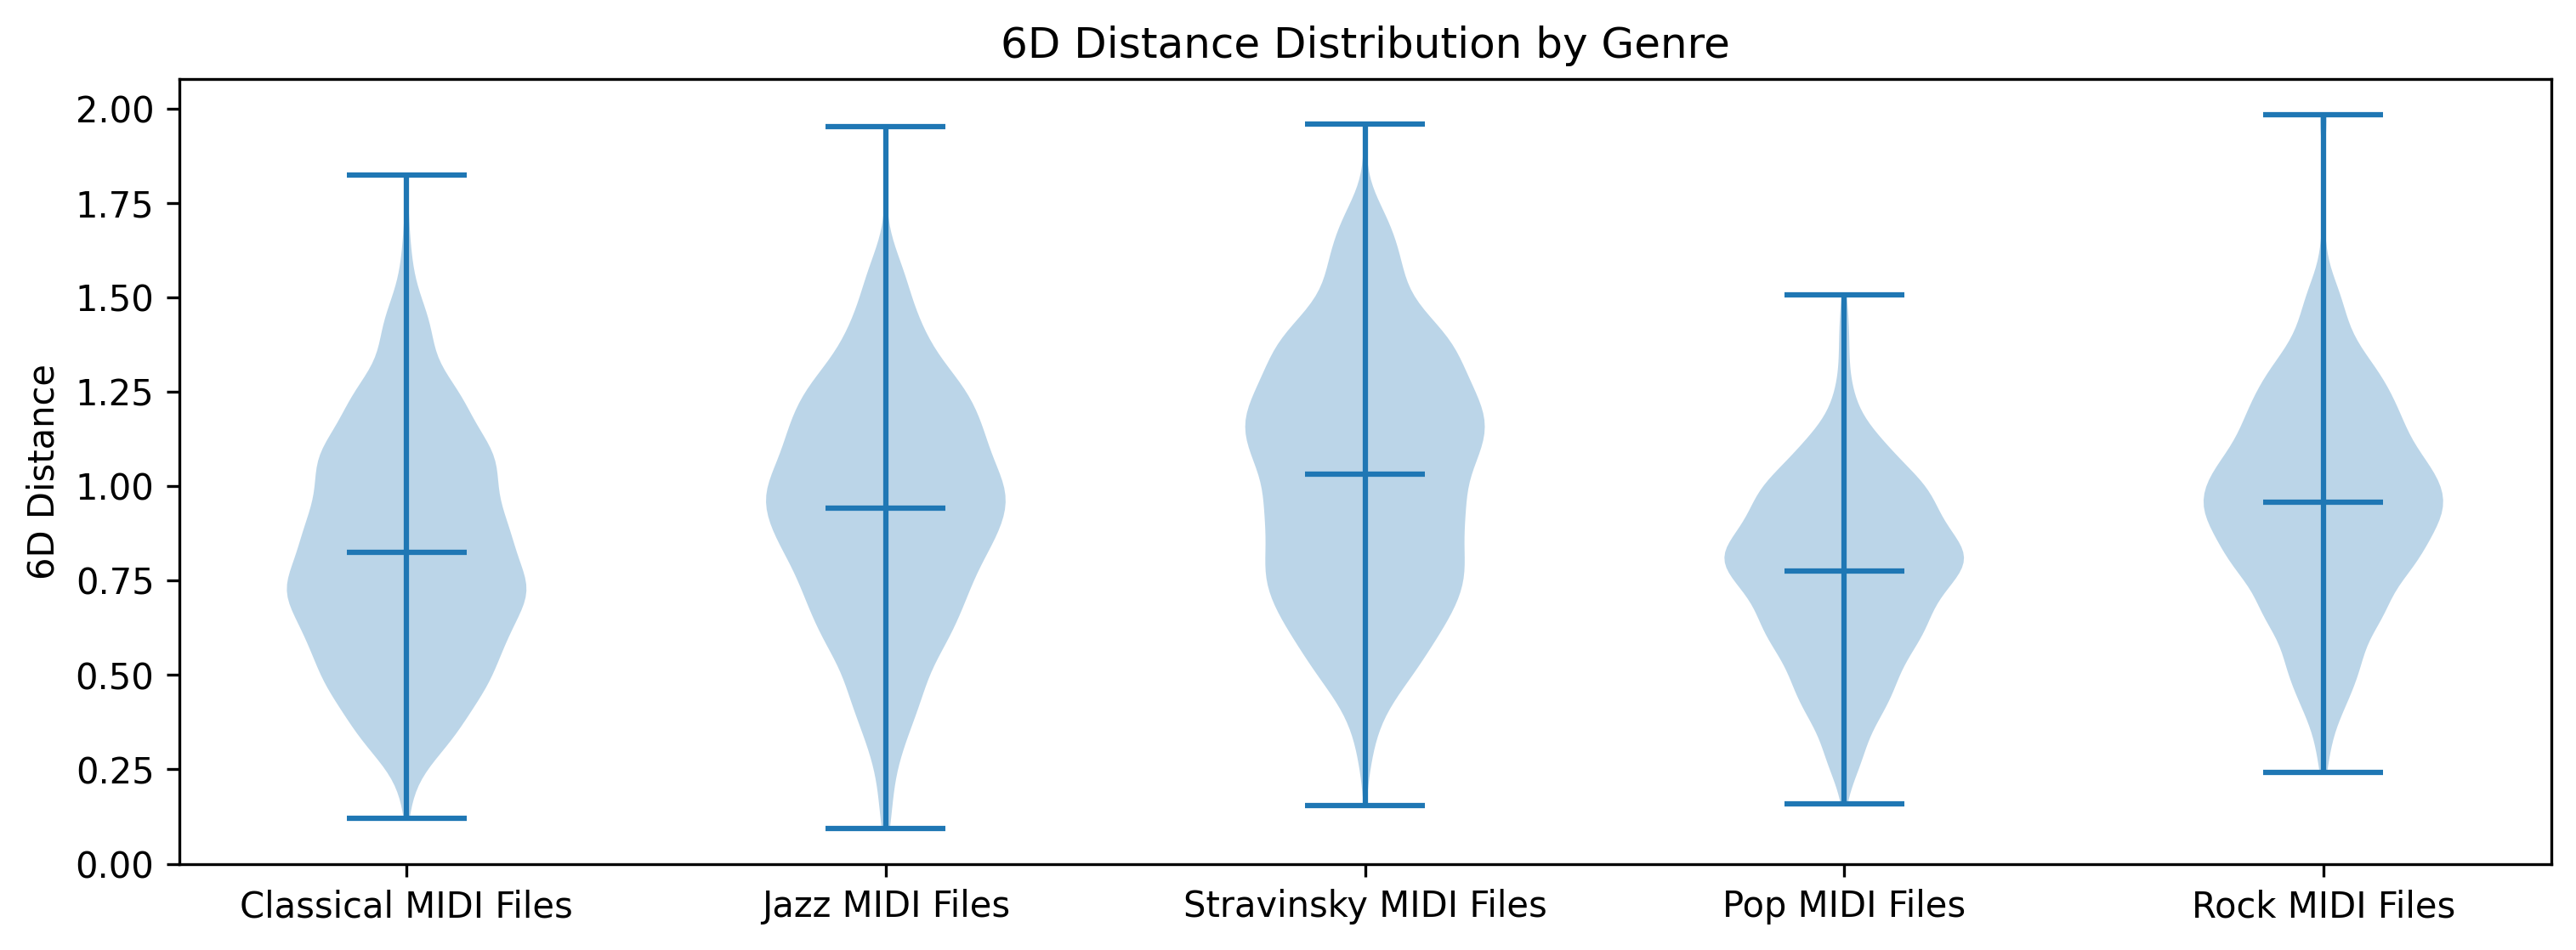 6D Distance Distribution by Genre
6D Distance
2.00
1.75
1.50
1.25
1.00
0.75
0.50
0.25
0.00
Classical MIDI Files
Jazz MIDI Files
Stravinsky MIDI Files
Pop MIDI Files
Rock MIDI Files